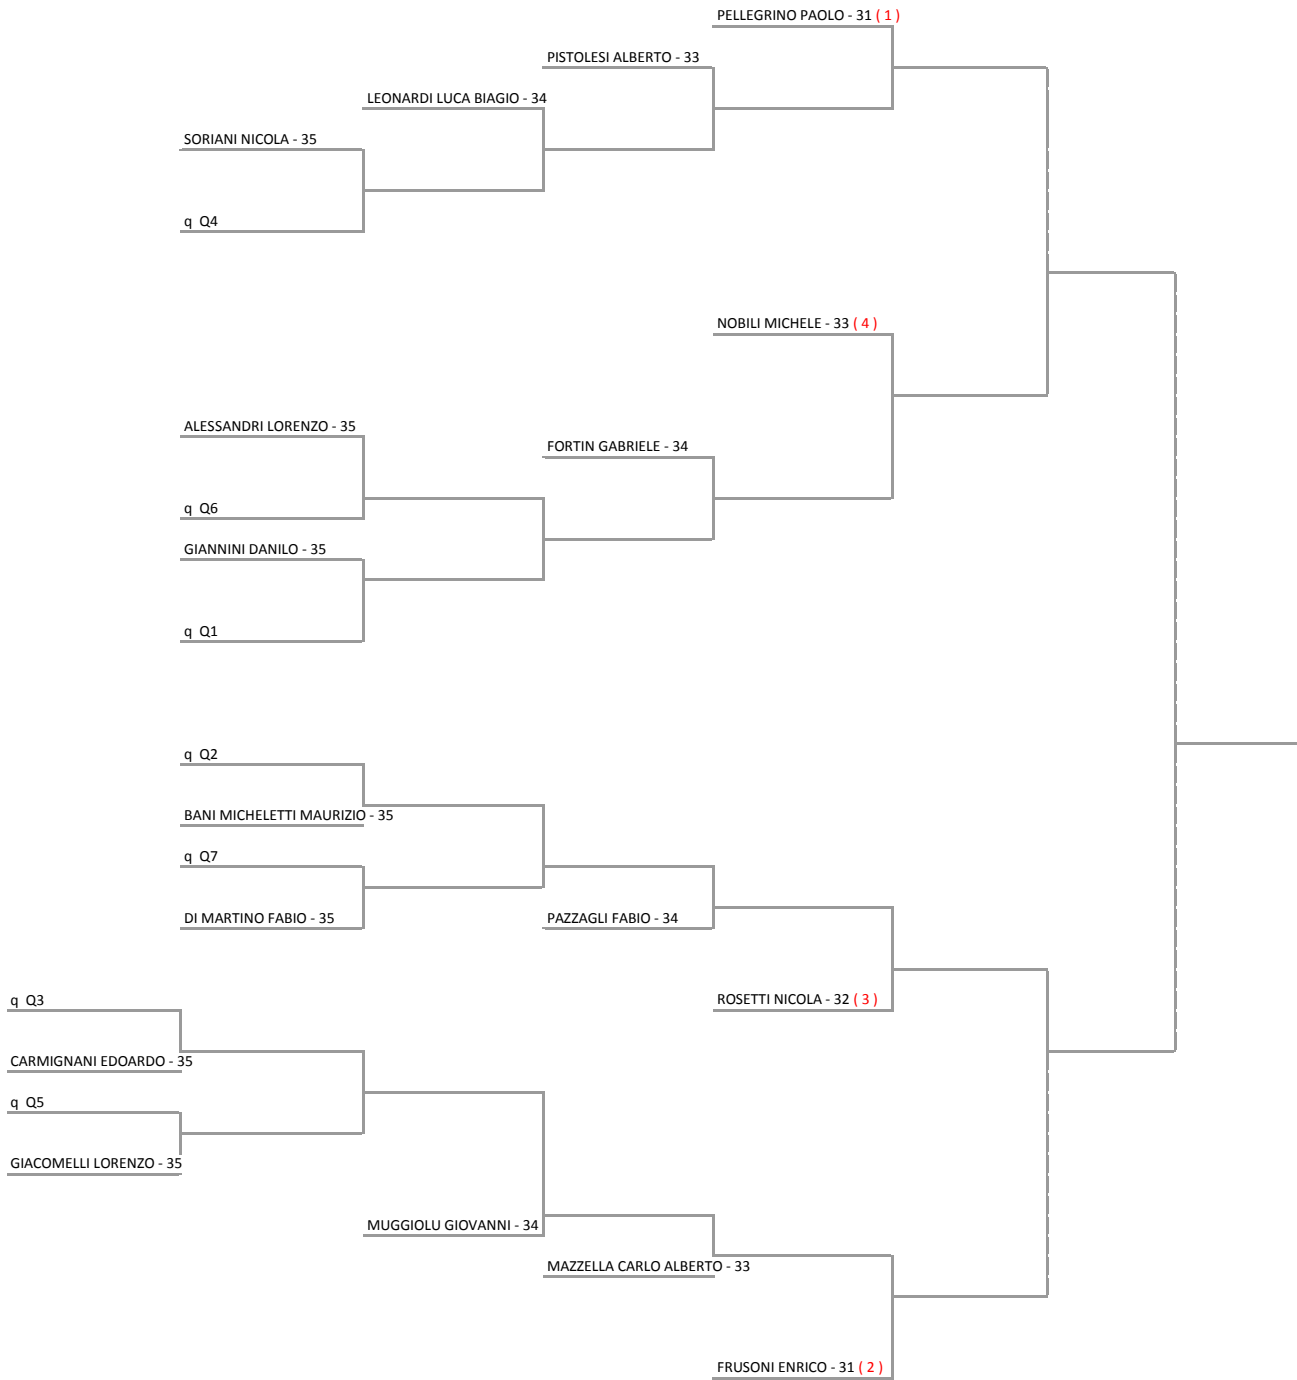 PELLEGRINO PAOLO - 31 ( 1 )
PISTOLESI ALBERTO - 33
LEONARDI LUCA BIAGIO - 34
SORIANI NICOLA - 35
q Q4
NOBILI MICHELE - 33 ( 4 )
ALESSANDRI LORENZO - 35
FORTIN GABRIELE - 34
q Q6
GIANNINI DANILO - 35
q Q1
q Q2
BANI MICHELETTI MAURIZIO - 35
q Q7
DI MARTINO FABIO - 35
PAZZAGLI FABIO - 34
q Q3
ROSETTI NICOLA - 32 ( 3 )
CARMIGNANI EDOARDO - 35
q Q5
GIACOMELLI LORENZO - 35
MUGGIOLU GIOVANNI - 34
MAZZELLA CARLO ALBERTO - 33
FRUSONI ENRICO - 31 ( 2 )